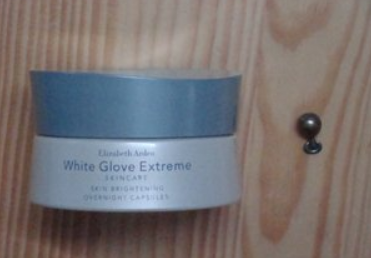 Elizabeth Arden
White Glove Extreme
SKINCARE
SKIN BRIGHTENING
OVERNIGHT CAPSULES